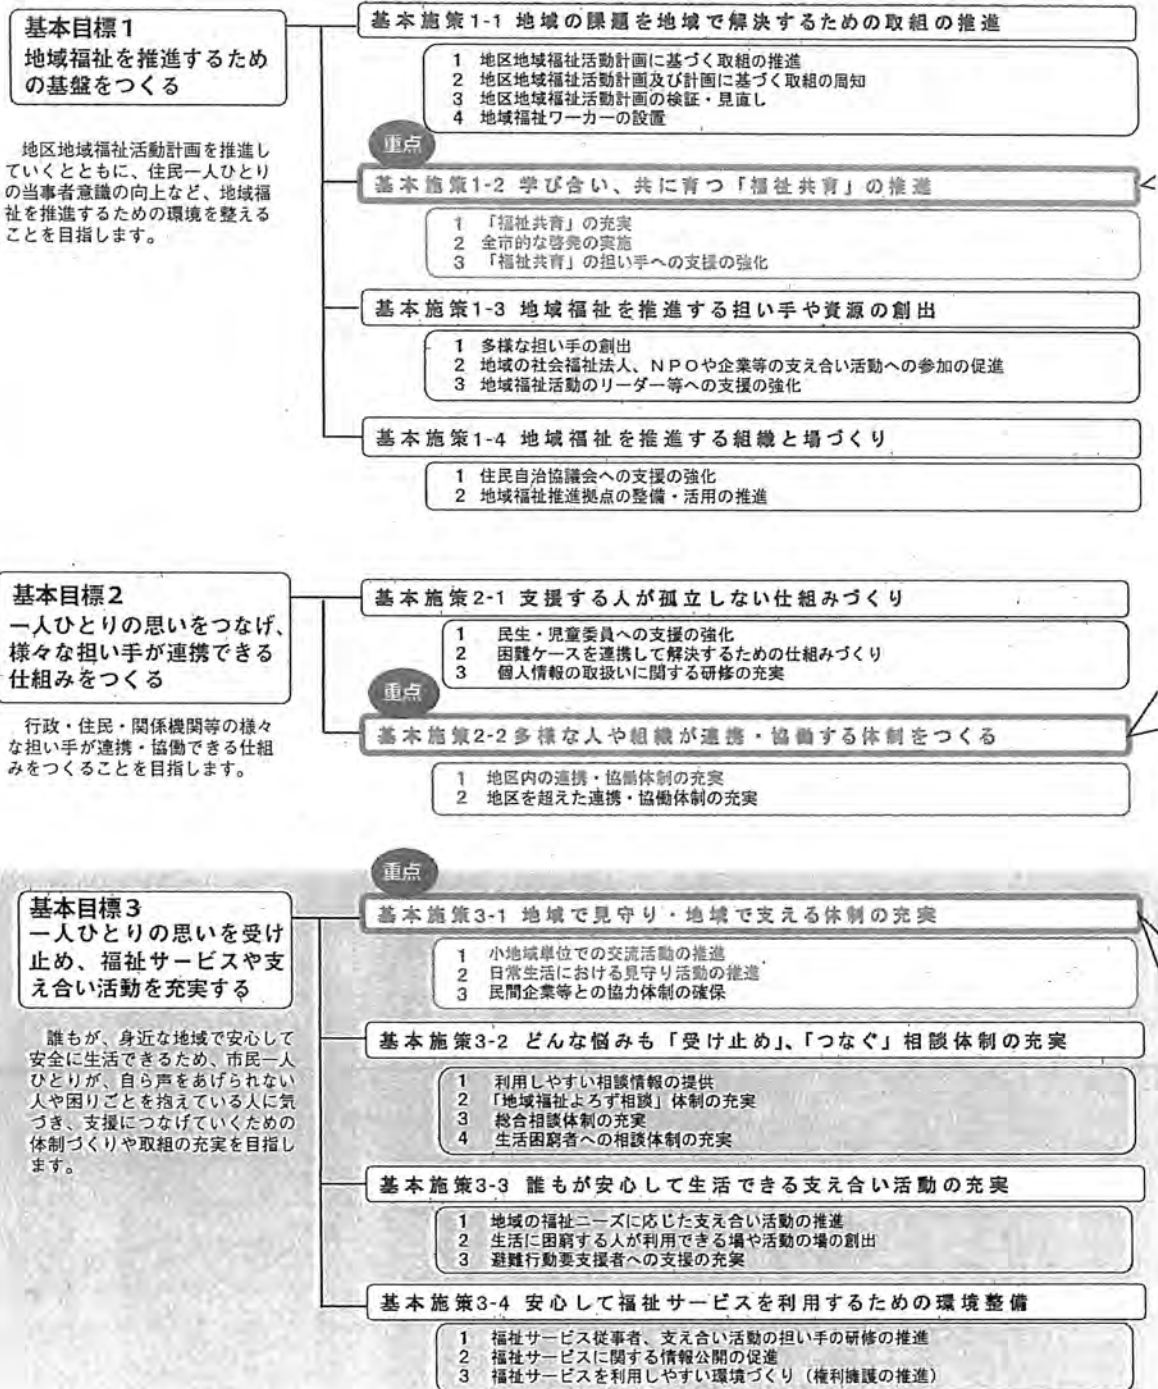 基本目標1
地域福祉を推進するため
の基盤をつくる
地区地域福祉活動計画を推進し
ていくとともに、住民一人ひとり
の当事者意識の向上など、地域福
祉を推進するための環境を整える
ことを目指します。
基本施策1-1 地域の課題を地域で解決するための取組の推進
1 地区地域福祉活動計画に基づく取組の推進
2 地区地域福祉活動計画及び計画に基づく取組の周知
3 地区地域福祉活動計画の検証・見直し
4 地域福祉ワーカーの設置
重点
基本施策1-2 学び合い、共に育つ「福祉共育」の推進
1 「福祉共育」の充実
2 全市的な啓発の実施
3 「福祉共育」の担い手への支援の強化
基本施策1-3 地域福祉を推進する担い手や資源の創出
1 多様な担い手の創出
2 地域の社会福祉法人、NPOや企業等の支え合い活動への参加の促進
3 地域福祉活動のリーダー等への支援の強化
基本施策1-4 地域福祉を推進する組織と場づくり
1 住民自治協議会への支援の強化
2 地域福祉推進拠点の整備・活用の推進
基本目標2
一人ひとりの思いをつなげ、
様々な担い手が連携できる
仕組みをつくる
行政・住民・関係機関等の様々
な担い手が連携・協働できる仕組
みをつくることを目指します。
基本施策2-1 支援する人が孤立しない仕組みづくり
1 民生・児童委員への支援の強化
2 困難ケースを連携して解決するための仕組みづくり
3 個人情報の取扱いに関する研修の充実
重点
基本施策2-2 多様な人や組織が連携・協働する体制をつくる
1 地区内の連携・協働体制の充実
2 地区を超えた連携・協働体制の充実
基本目標3
一人ひとりの思いを受け
止め、福祉サービスや支
え合い活動を充実する
誰もが、身近な地域で安心して
安全に生活できるため、市民一人
ひとりが、自ら声をあげられない
人や困りごとを抱えている人に気
づき、支援につなげていくための
体制づくりや取組の充実を目指し
ます。
重点
基本施策3-1 地域で見守り・地域で支える体制の充実
1 小地域単位での交流活動の推進
2 日常生活における見守り活動の推進
3 民間企業等との協力体制の確保
基本施策3-2 どんな悩みも「受け止め」、「つなぐ」相談体制の充実
1 利用しやすい相談情報の提供
2 「地域福祉よろず相談」体制の充実
3 総合相談体制の充実
4 生活困窮者への相談体制の充実
基本施策3-3 誰もが安心して生活できる支え合い活動の充実
1 地域の福祉ニーズに応じた支え合い活動の推進
2 生活に困窮する人が利用できる場や活動の場の創出
3 避難行動要支援者への支援の充実
基本施策3-4 安心して福祉サービスを利用するための環境整備
1 福祉サービス従事者、支え合い活動の担い手の研修の推進
2 福祉サービスに関する情報公開の促進
3 福祉サービスを利用しやすい環境づくり(権利擁護の推進)